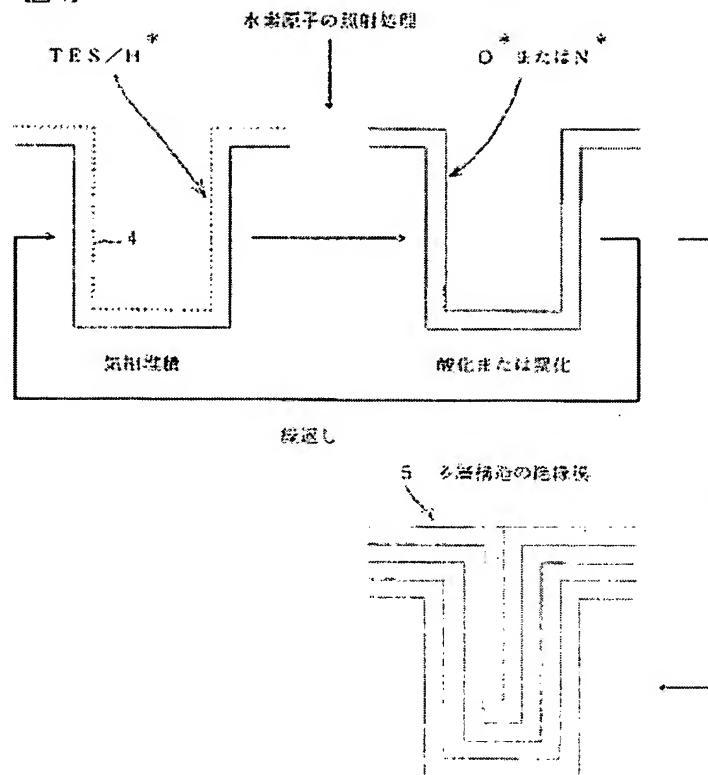 水素原子の照射処理
TES/H*
O*またはN*
4
気相堆積
酸化または窒化
繰返し
5 多層構造の絶縁膜